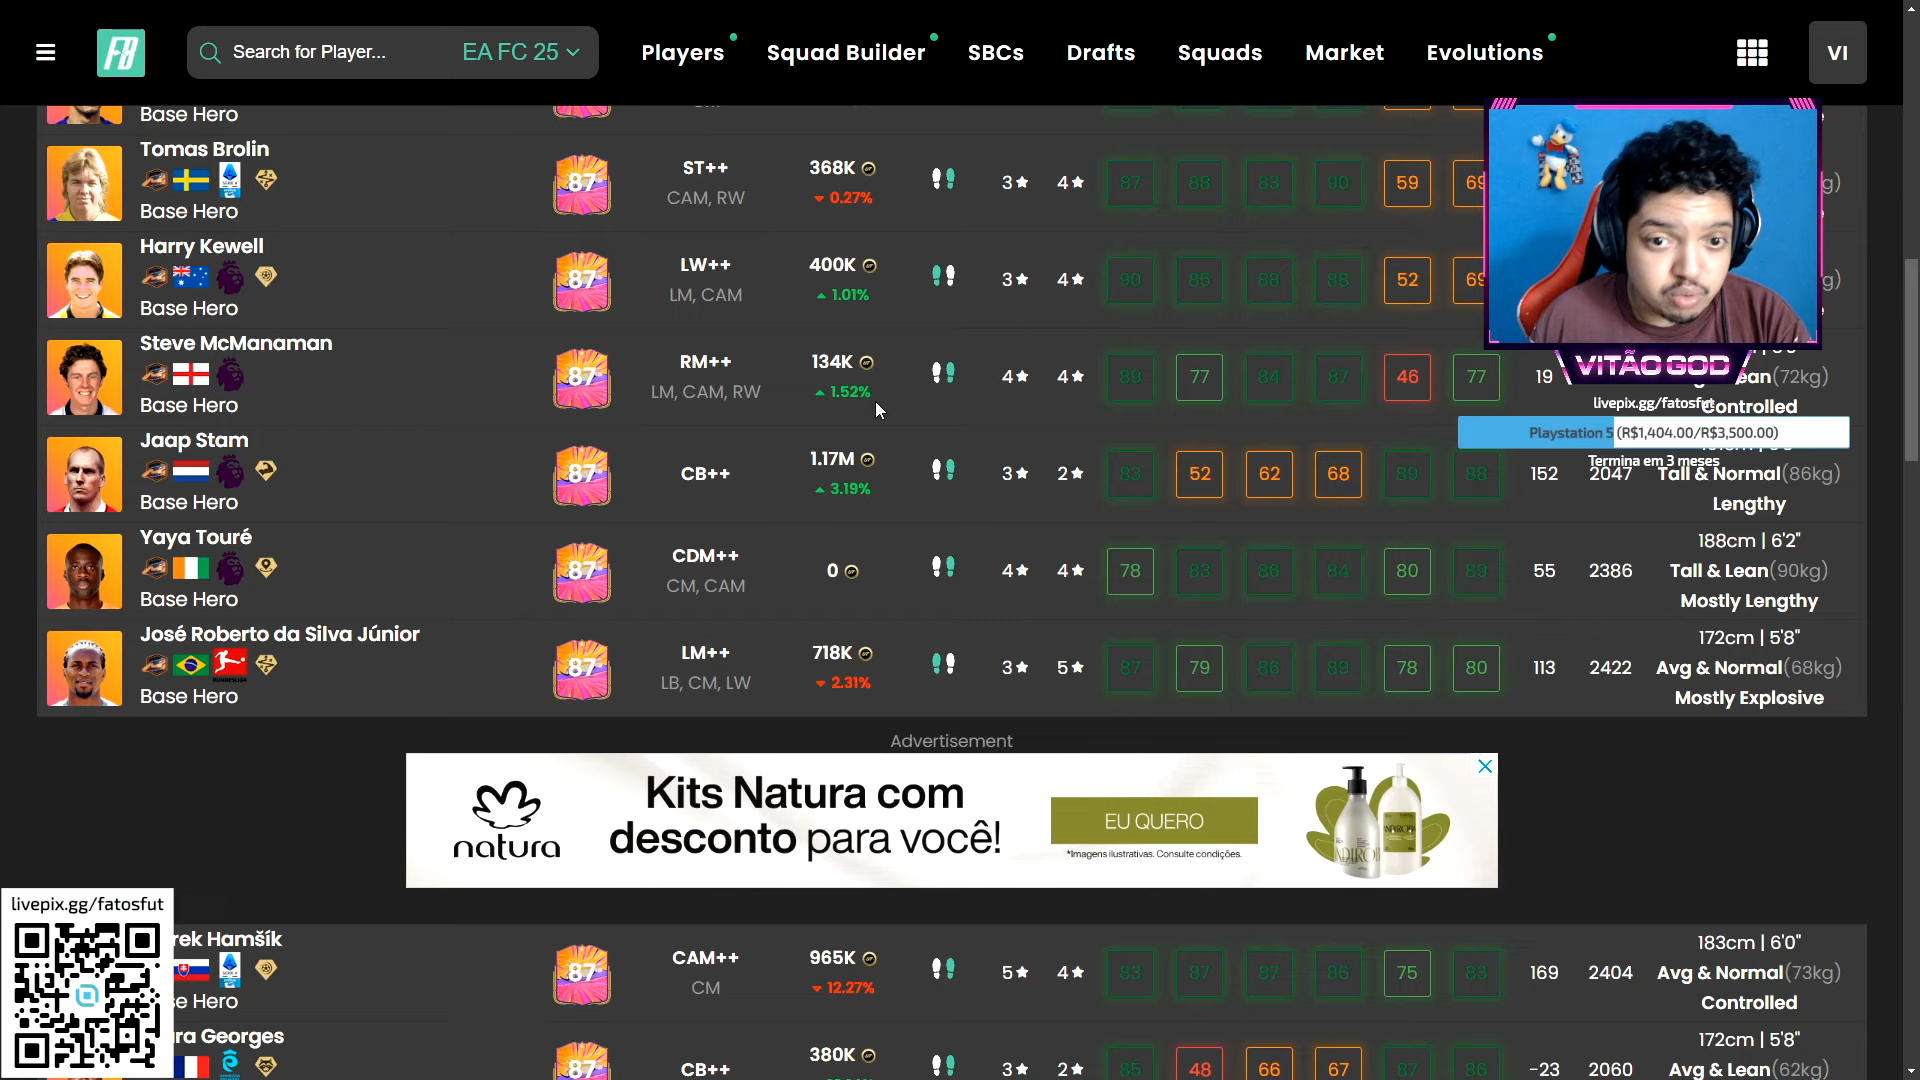 F8
Search for Player...
EA FC 25
Players
Squad Builder
SBCs
Drafts
Squads
Market
Evolutions
VI
Base Hero
Tomas Brolin
Base Hero
87
ST++
CAM, RW
368K
0.27%
3
4
87
88
83
90
59
69
g)
Harry Kewell
Base Hero
87
LW++
LM, CAM
400K
1.01%
3
4
90
85
88
88
52
69
g)
Steve McManaman
Base Hero
87
RM++
LM, CAM, RW
134K
1.52%
4
4
89
77
84
87
46
77
19
ean(72kg)
Controlled
VITÃO GOD
livepix.gg/fatosfut
Playstation 5 (R$1,404.00/R$3,500.00)
Termina em 3 meses
Jaap Stam
Base Hero
87
CB++
1.17M
3.19%
3
2
83
52
62
68
89
88
152
2047
Tall & Normal(86kg)
Lengthy
Yaya Touré
Base Hero
87
CDM++
CM, CAM
0
4
4
78
83
86
84
80
89
55
2386
188cm | 6'2"
Tall & Lean(90kg)
Mostly Lengthy
José Roberto da Silva Júnior
BUNDESLIGA
Base Hero
87
LM++
LB, CM, LW
718K
2.31%
3
5
87
79
86
89
78
80
113
2422
172cm | 5'8"
Avg & Normal(68kg)
Mostly Explosive
Advertisement
natura
Kits Natura com
desconto para você!
EU QUERO
*Imagens ilustrativas. Consulte condições.
livepix.gg/fatosfut
rek Hamšík
se Hero
87
CAM++
CM
965K
12.27%
5
4
83
87
87
86
75
83
169
2404
183cm | 6'0"
Avg & Normal(73kg)
Controlled
ra Georges
87
CB++
380K
3
2
85
48
66
67
87
86
-23
2060
172cm | 5'8"
Avg & Lean(62kg)